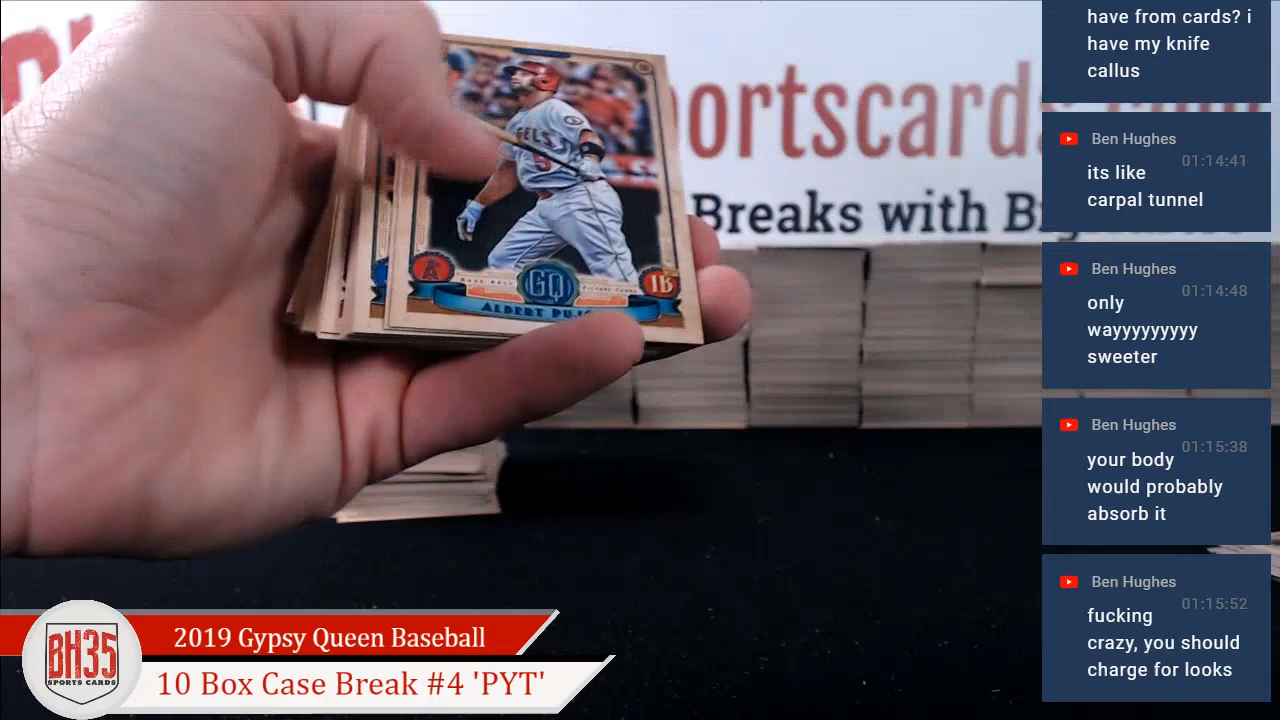 ortscards
Breaks with B
ELS
5
A
GQ
1B
ALBERT PUJ
have from cards? i
have my knife
callus
Ben Hughes
01:14:41
its like
carpal tunnel
Ben Hughes
01:14:48
only
wayyyyyyyyy
sweeter
Ben Hughes
01:15:38
your body
would probably
absorb it
Ben Hughes
01:15:52
fucking
crazy, you should
charge for looks
BH35
SPORTS CARDS
2019 Gypsy Queen Baseball
10 Box Case Break #4 'PYT'